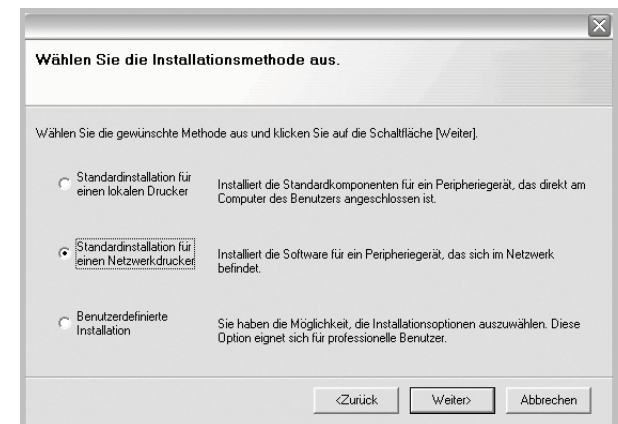 Wählen Sie die Installationsmethode aus.
Wählen Sie die gewünschte Methode aus und klicken Sie auf die Schaltfläche [Weiter].
Standardinstallation für
einen lokalen Drucker
Installiert die Standardkomponenten für ein Peripheriegerät, das direkt am
Computer des Benutzers angeschlossen ist.
Standardinstallation für
einen Netzwerkdrucker
Installiert die Software für ein Peripheriegerät, das sich im Netzwerk
befindet.
Benutzerdefinierte
Installation
Sie haben die Möglichkeit, die Installationsoptionen auszuwählen. Diese
Option eignet sich für professionelle Benutzer.
<Zurück
Weiter>
Abbrechen